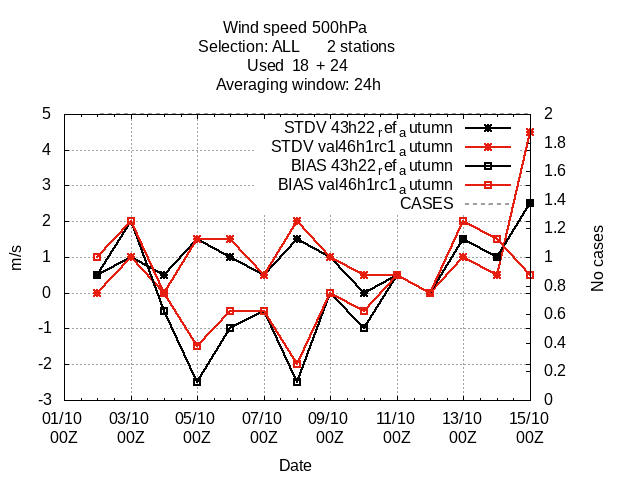 Wind speed 500hPa
Selection: ALL 2 stations
Used 18 + 24
Averaging window: 24h
5
4
3
2
1
0
-1
-2
-3
2
1.8
1.6
1.4
1.2
1
0.8
0.6
0.4
0.2
0
m/s
No cases
STDV 43h22_ref_autumn
STDV val46h1rc1_autumn
BIAS 43h22_ref_autumn
BIAS val46h1rc1_autumn
CASES
01/10 03/10 05/10 07/10 09/10 11/10 13/10 15/10
00Z 00Z 00Z 00Z 00Z 00Z 00Z 00Z
Date